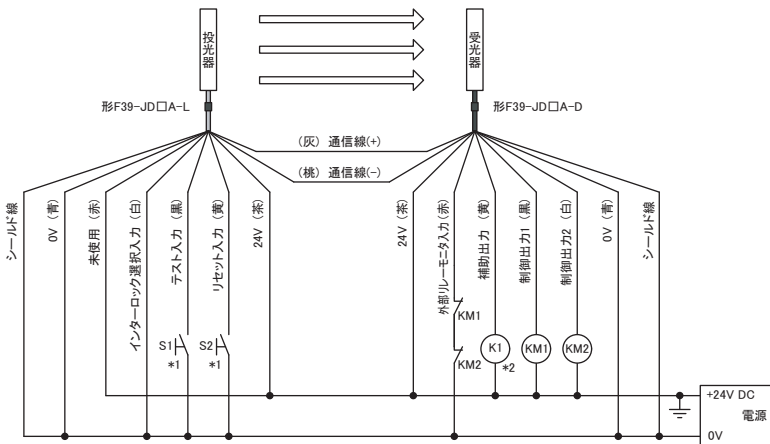 投光器
受光器
形F39-JD□A-L
形F39-JD□A-D
(灰) 通信線(+)
(桃) 通信線(-)
シールド線
0V (青)
未使用 (赤)
インターロック選択入力 (白)
テスト入力 (黒)
リセット入力 (黄)
24V (茶)
24V (茶)
外部リレーモニタ入力 (赤)
補助出力 (黄)
制御出力1 (黒)
制御出力2 (白)
0V (青)
シールド線
KM1
S1
*1
S2
*1
KM2
K1
*2
KM1
KM2
+24V DC
電源
0V